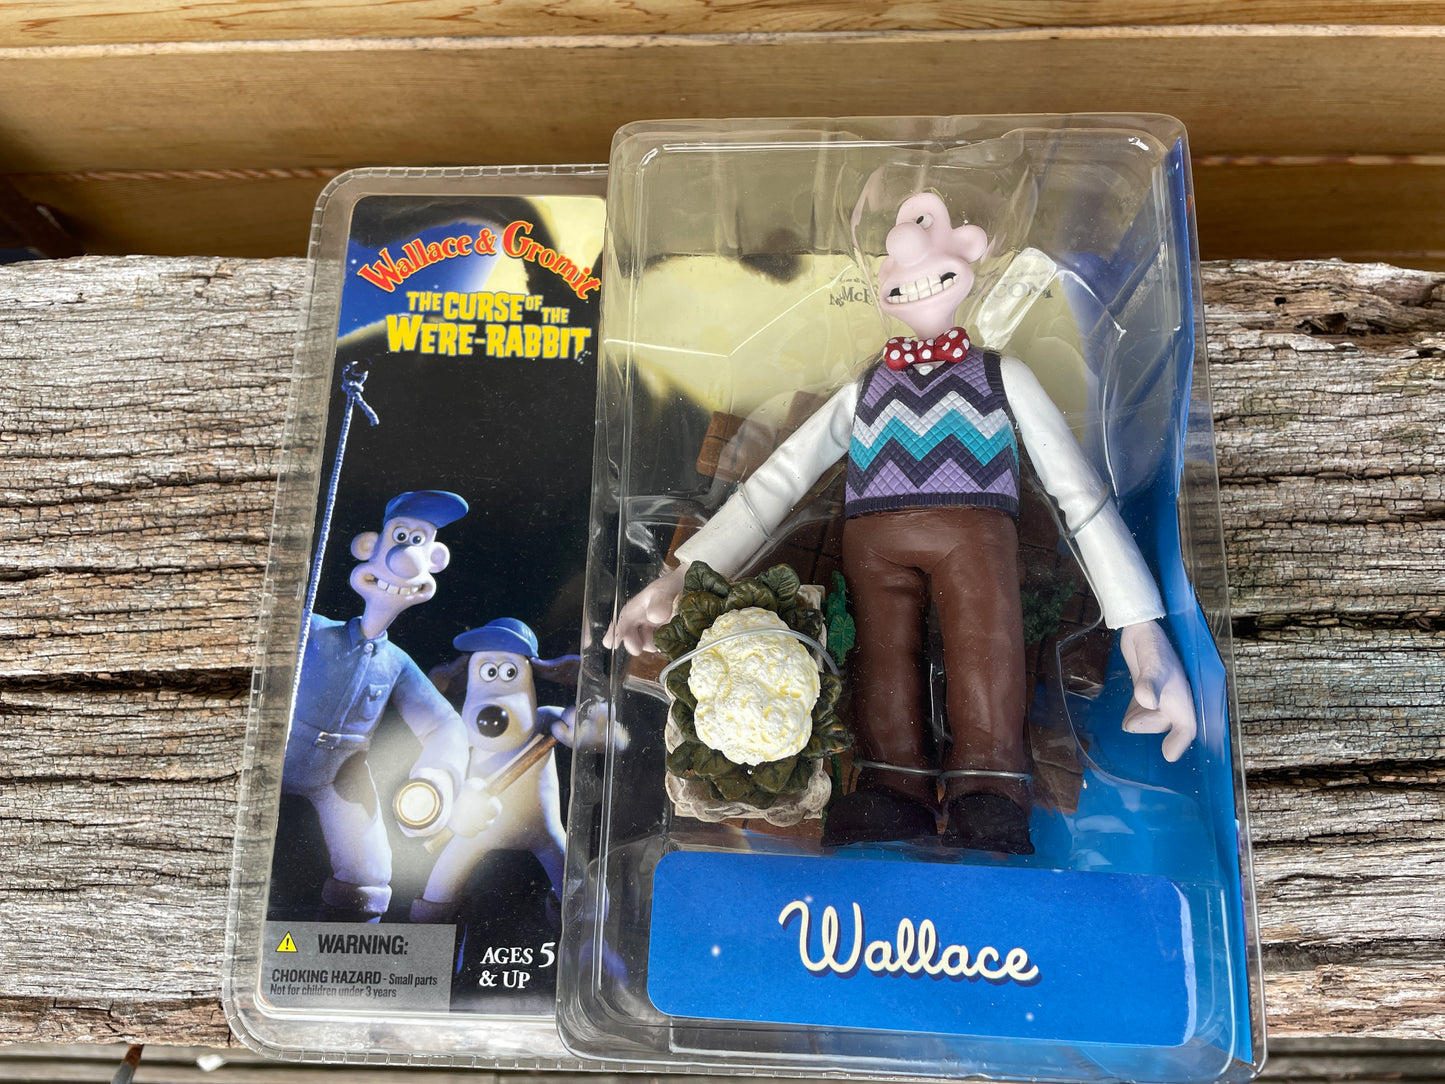 Wallace & Gromit
THE CURSE OF THE
WERE-RABBIT
WARNING:
CHOKING HAZARD - Small parts
Not for children under 3 years
AGES 5
& UP
Wallace